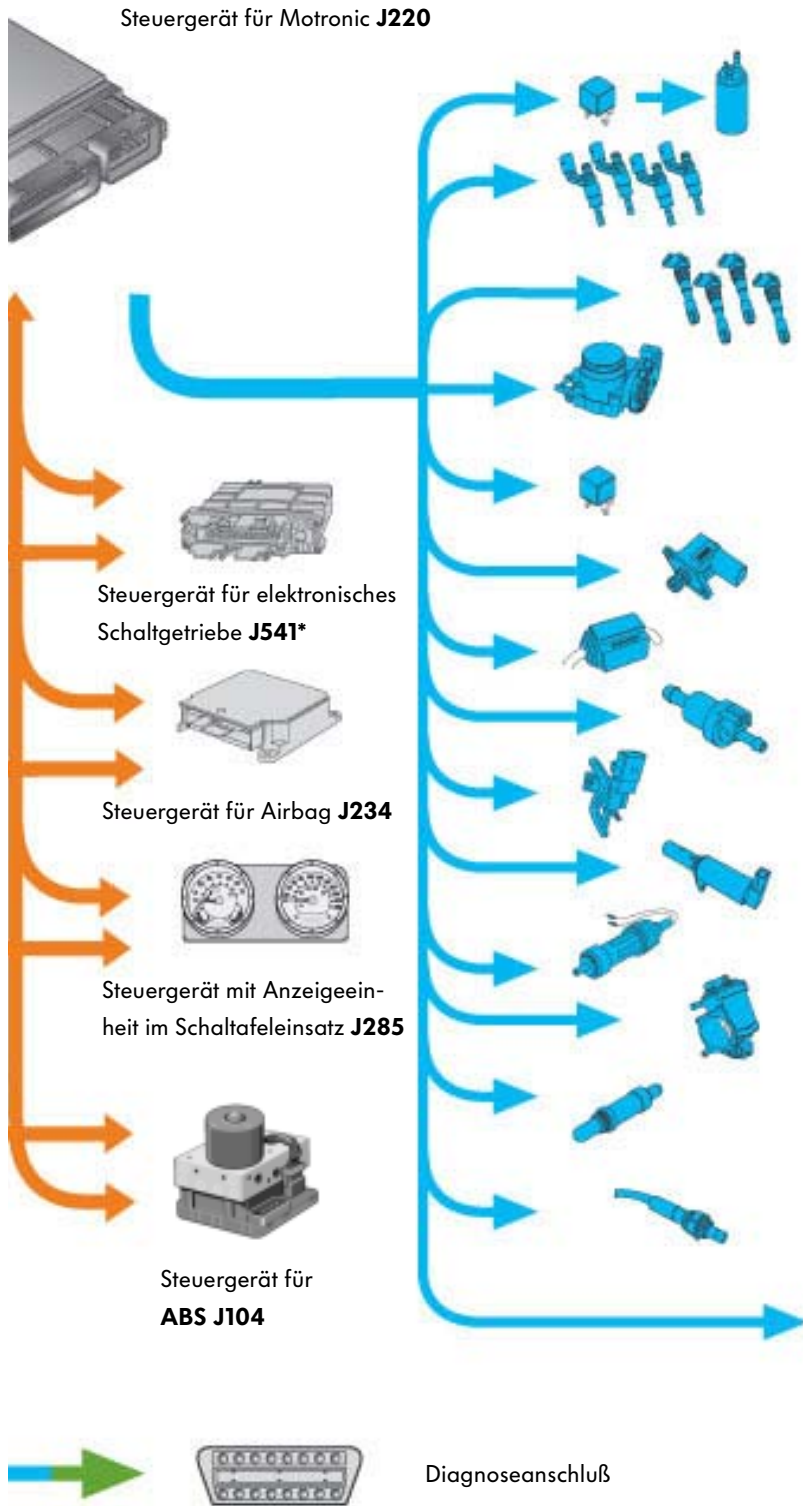 Steuergerät für Motronic J220
Steuergerät für elektronisches
Schaltgetriebe J541*
Steuergerät für Airbag J234
Steuergerät mit Anzeigeein-
heit im Schaltafeleinsatz J285
Steuergerät für
ABS J104
Diagnoseanschluß